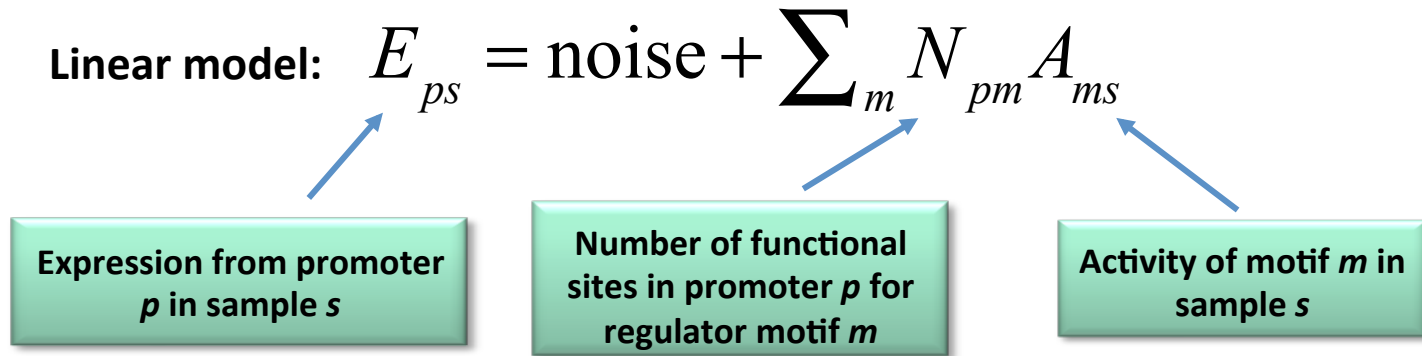 Linear model: E_ps = noise + ∑_m N_pm A_ms
Expression from promoter
p in sample s
Number of functional
sites in promoter p for
regulator motif m
Activity of motif m in
sample s